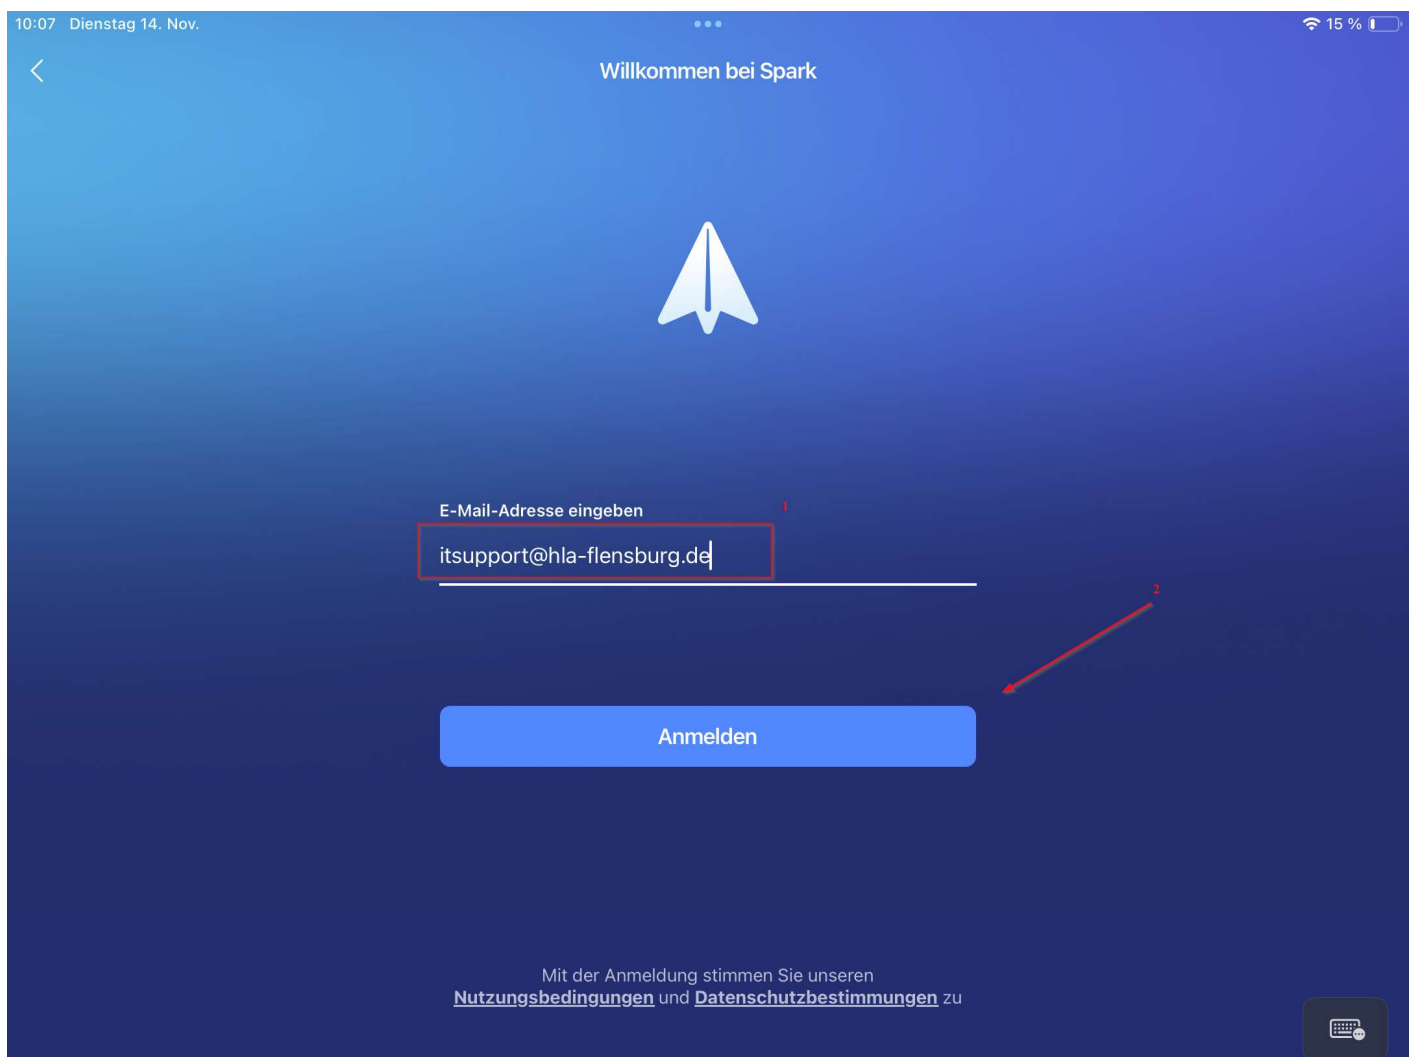 10:07 Dienstag 14. Nov.
15 %
Willkommen bei Spark
E-Mail-Adresse eingeben
1
itsupport@hla-flensburg.de
2
Anmelden
Mit der Anmeldung stimmen Sie unseren
Nutzungsbedingungen und Datenschutzbestimmungen zu